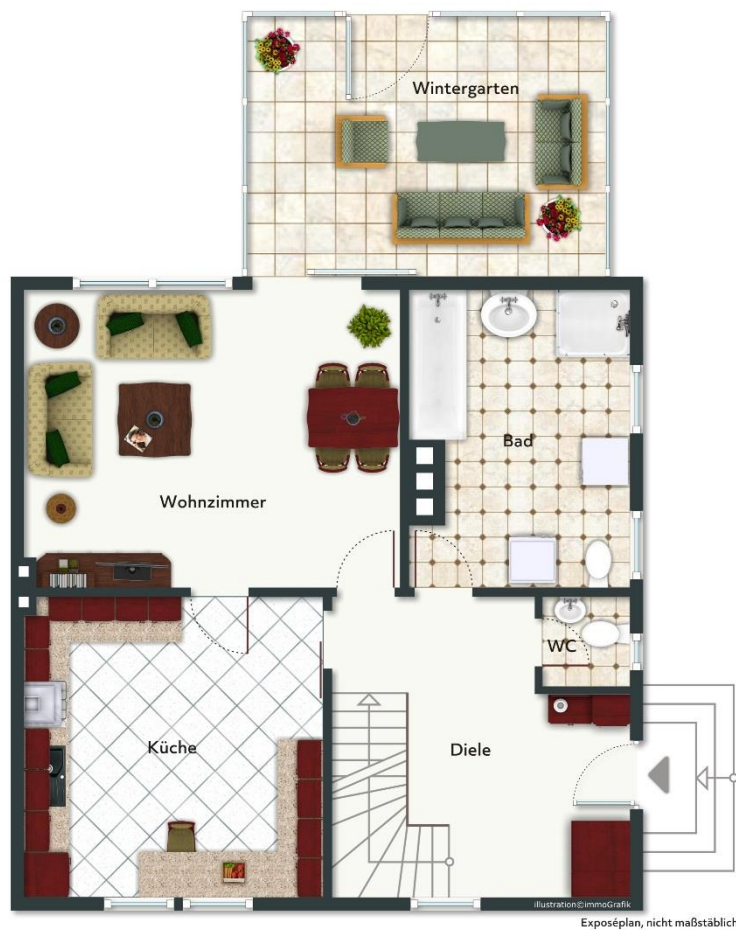 Wintergarten
Bad
Wohnzimmer
WC
Küche
Diele
illustration©immoGrafik
Exposéplan, nicht maßstäblich